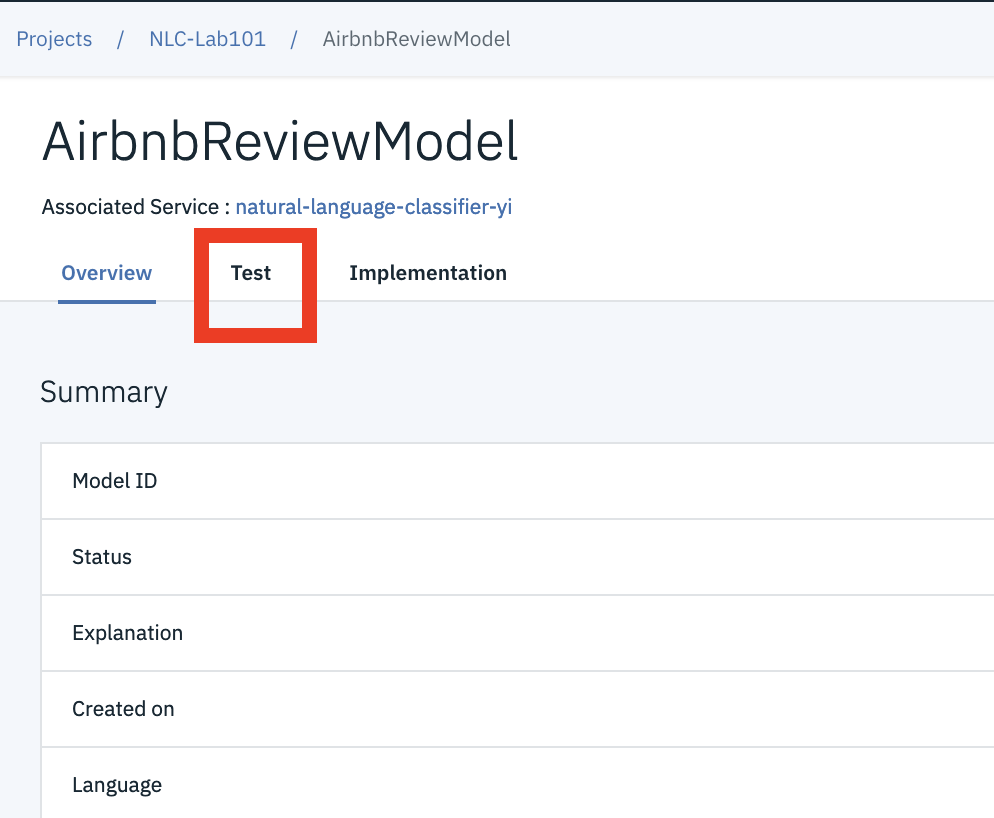 Projects / NLC-Lab101 / AirbnbReviewModel
AirbnbReviewModel
Associated Service : natural-language-classifier-yi
Overview Test Implementation
Summary
Model ID
Status
Explanation
Created on
Language